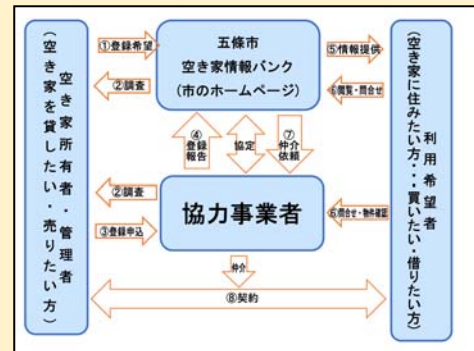 空き家所有者・管理者
(空き家を貸したい・売りたい方)
①登録希望
②調査
五條市
空き家情報バンク
(市のホームページ)
⑤情報提供
⑥閲覧・問合せ
利用希望者
(空き家に住みたい方・・・買いたい・借りたい方)
④登録報告
協定
⑦仲介依頼
②調査
③登録申込
協力事業者
⑥問合せ・物件確認
仲介
⑧契約